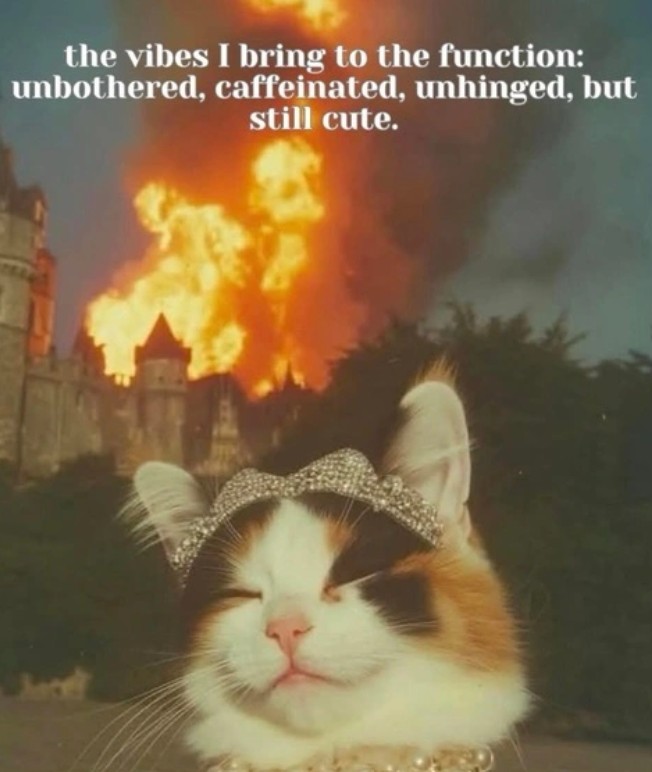 the vibes I bring to the function:
unbothered, caffeinated, unhinged, but
still cute.